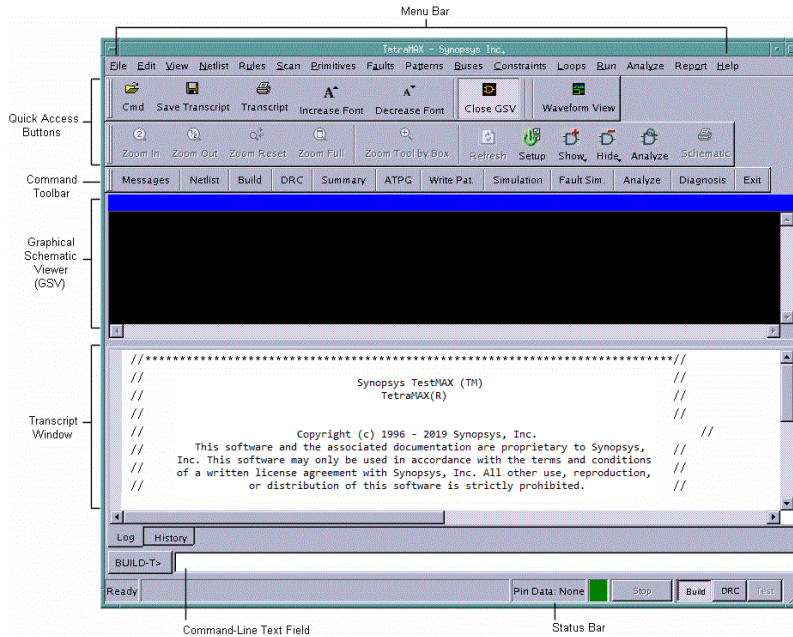 Menu Bar
TetraMAX - Synopsys Inc.
File Edit View Netlist Rules Scan Primitives Faults Patterns Buses Constraints Loops Run Analyze Report Help
Quick Access
Buttons
Cmd Save Transcript Transcript Increase Font Decrease Font Close GSV Waveform View
Zoom In Zoom Out Zoom Reset Zoom Full Zoom Tool by Box Refresh Setup Show Hide Analyze Schematic
Command
Toolbar
Messages Netlist Build DRC Summary ATPG Write Pat. Simulation Fault Sim. Analyze Diagnosis Exit
Graphical
Schematic
Viewer
(GSV)
Transcript
Window
//*****************************************************************************//
// //
// Synopsys TestMAX (TM) //
// TetraMAX(R) //
// //
// Copyright (c) 1996 - 2019 Synopsys, Inc. //
// This software and the associated documentation are proprietary to Synopsys, //
// Inc. This software may only be used in accordance with the terms and conditions //
// of a written license agreement with Synopsys, Inc. All other use, reproduction, //
// or distribution of this software is strictly prohibited. //
Log History
BUILD-T>
Ready Pin Data: None Stop Build DRC Test
Command-Line Text Field
Status Bar